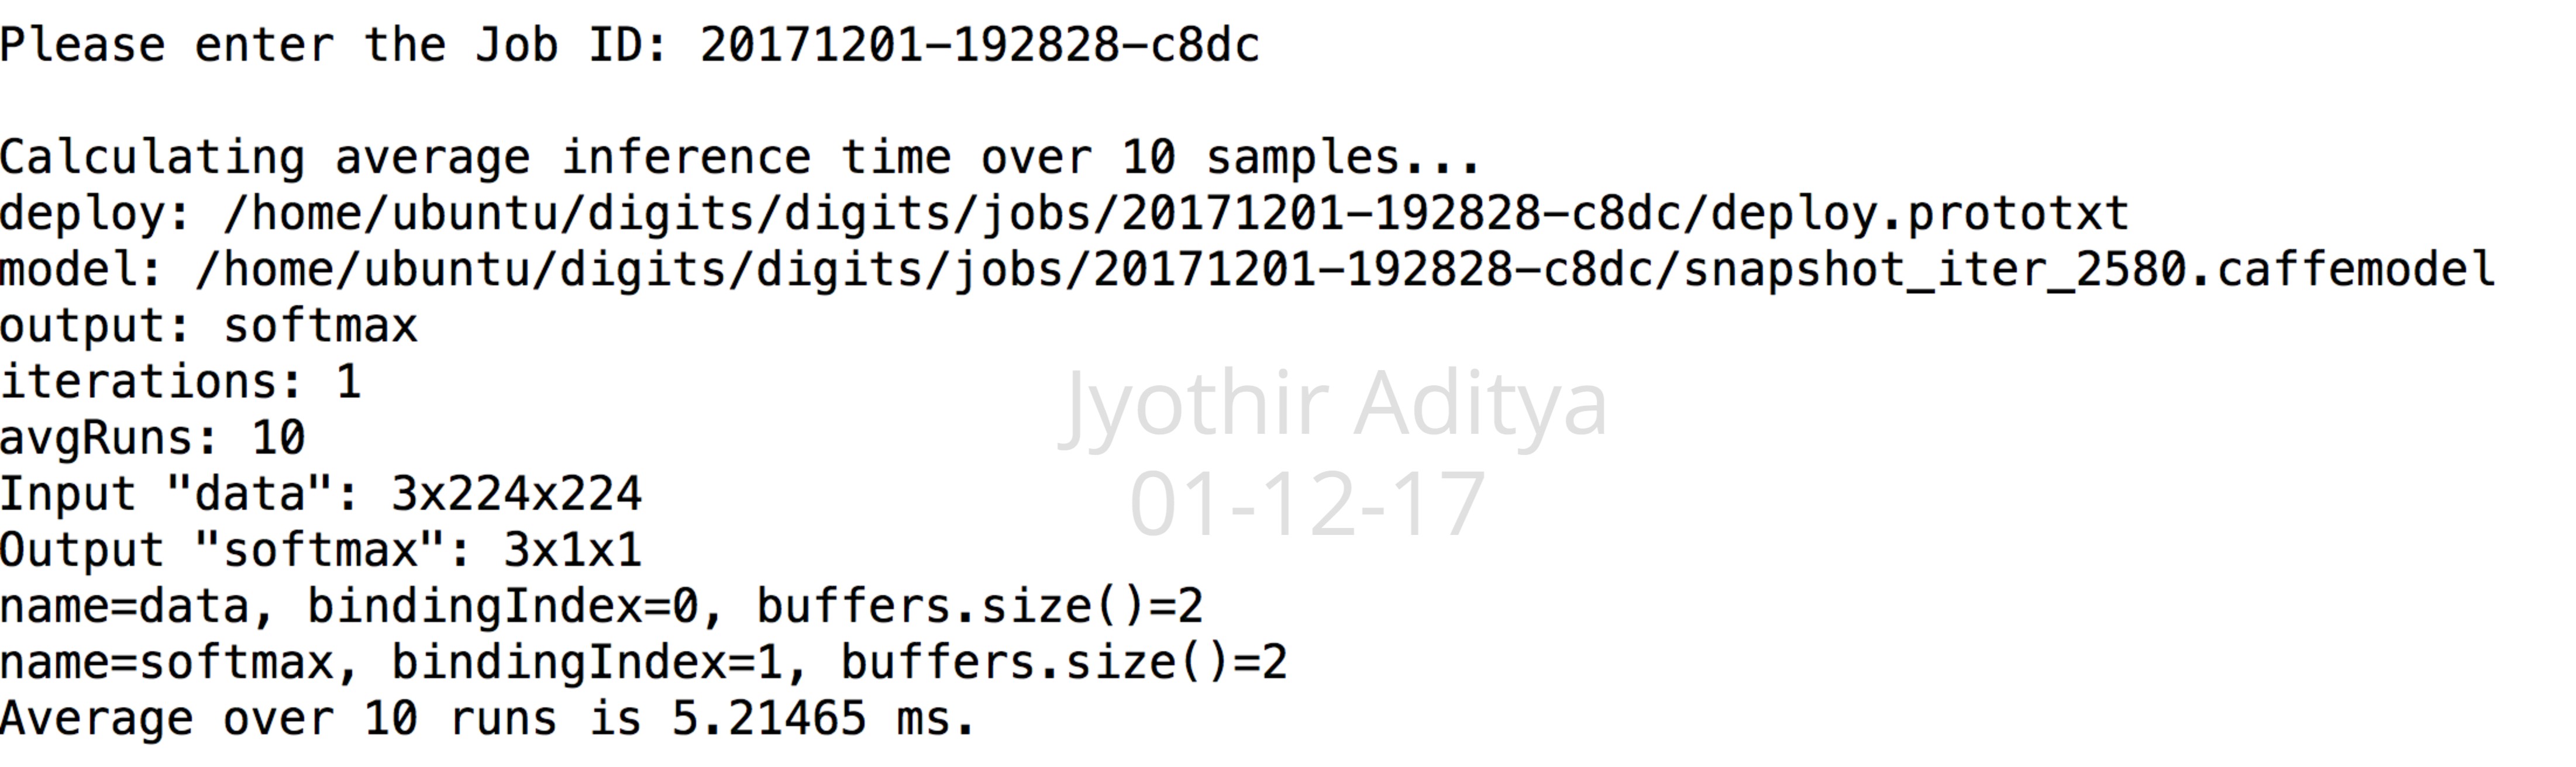 Please enter the Job ID: 20171201-192828-c8dc
Calculating average inference time over 10 samples...
deploy: /home/ubuntu/digits/digits/jobs/20171201-192828-c8dc/deploy.prototxt
model: /home/ubuntu/digits/digits/jobs/20171201-192828-c8dc/snapshot_iter_2580.caffemodel
output: softmax
iterations: 1
avgRuns: 10
Input "data": 3x224x224
Output "softmax": 3x1x1
name=data, bindingIndex=0, buffers.size()=2
name=softmax, bindingIndex=1, buffers.size()=2
Average over 10 runs is 5.21465 ms.
Jyothir Aditya
01-12-17